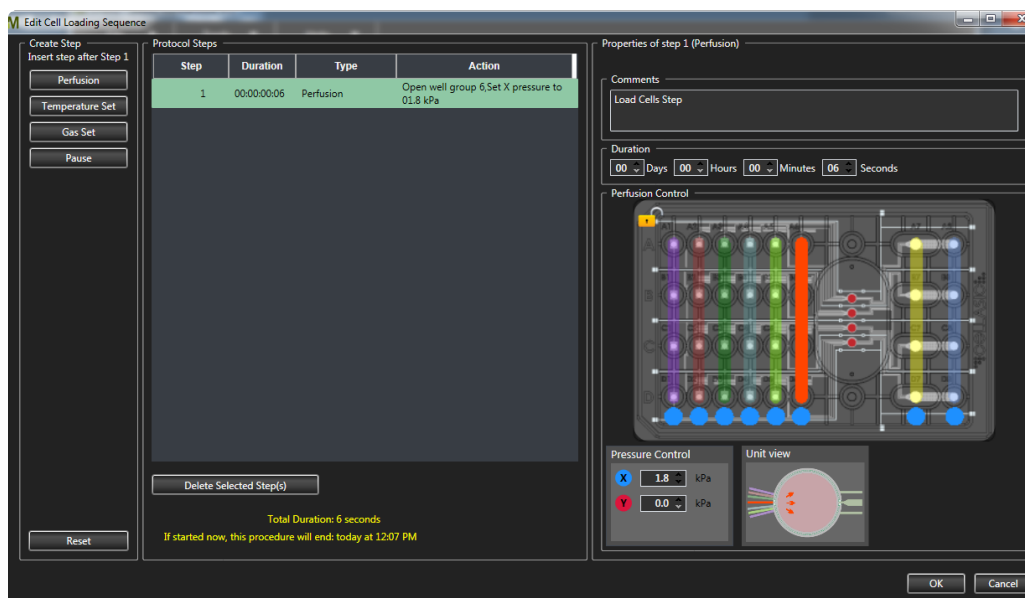 Edit Cell Loading Sequence
Create Step
Insert step after Step 1
Perfusion
Temperature Set
Gas Set
Pause
Reset
Protocol Steps
Step Duration Type Action
1 00:00:00:06 Perfusion Open well group 6,Set X pressure to
01.8 kPa
Delete Selected Step(s)
Total Duration: 6 seconds
If started now, this procedure will end: today at 12:07 PM
Properties of step 1 (Perfusion)
Comments
Load Cells Step
Duration
00 Days 00 Hours 00 Minutes 06 Seconds
Perfusion Control
A
B
C
D
Pressure Control
X 1.8 kPa
Y 0.0 kPa
Unit view
OK Cancel